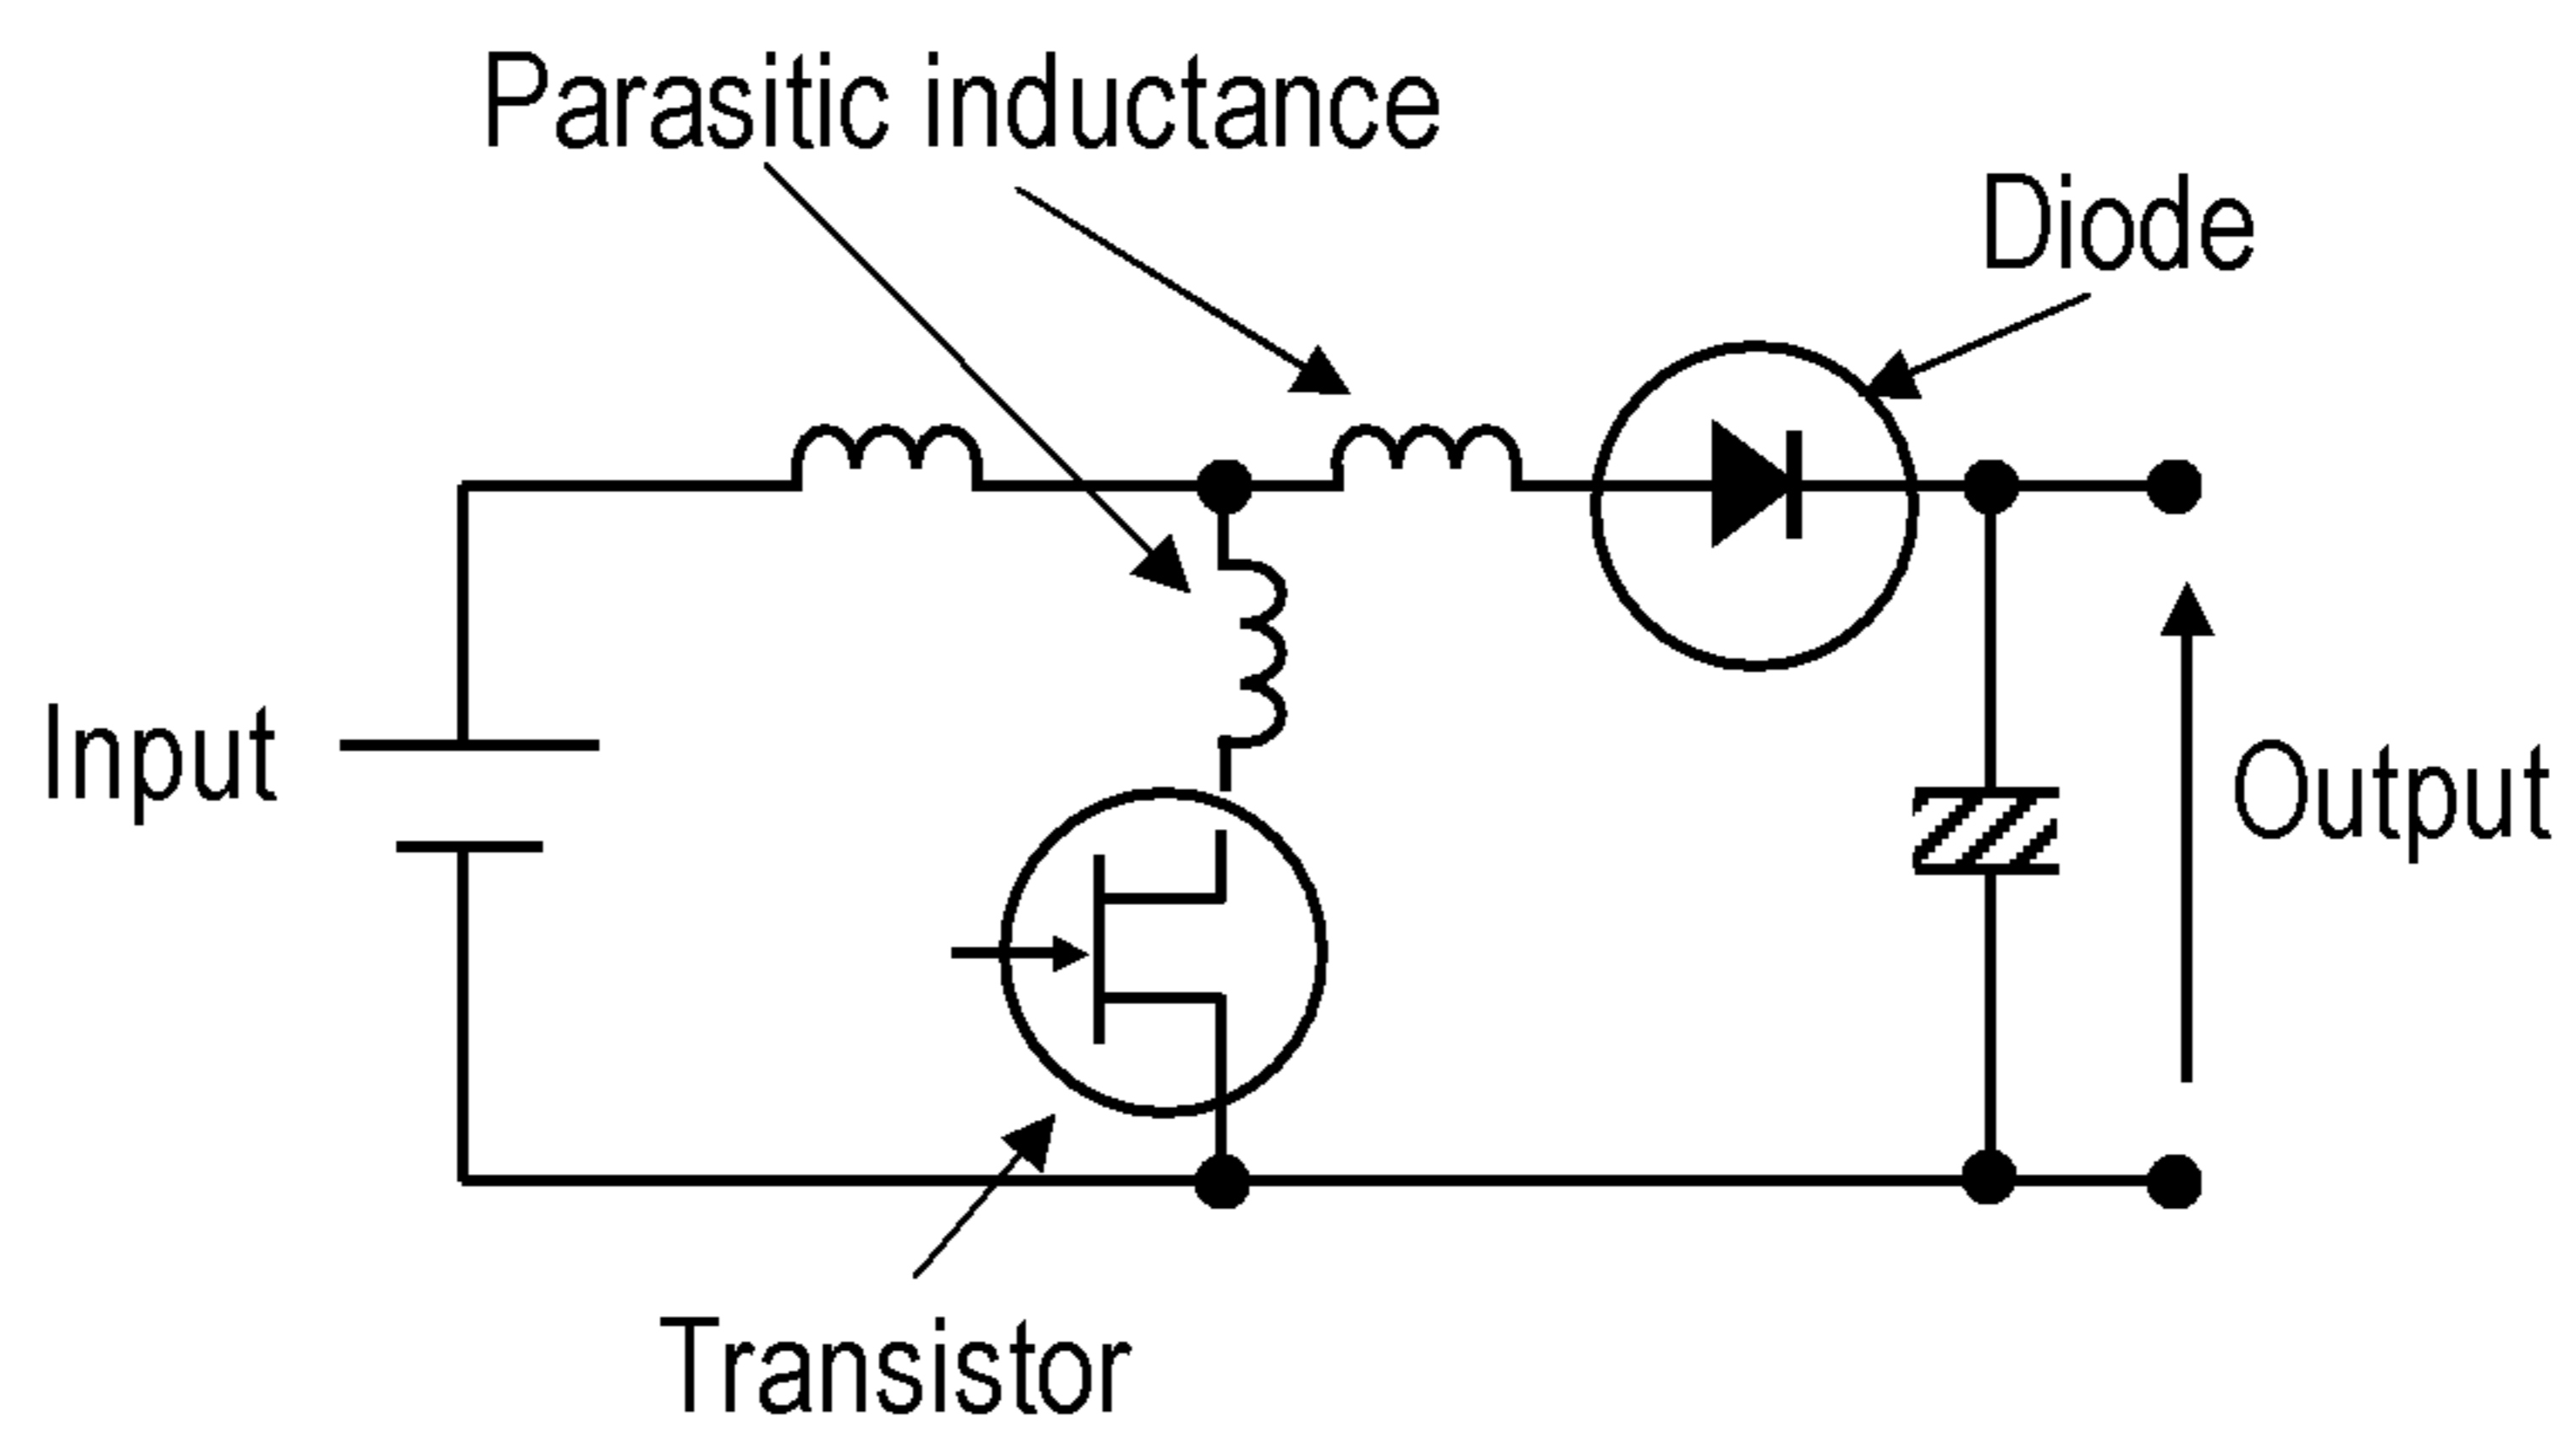 Parasitic inductance
Diode
Input
Output
Transistor